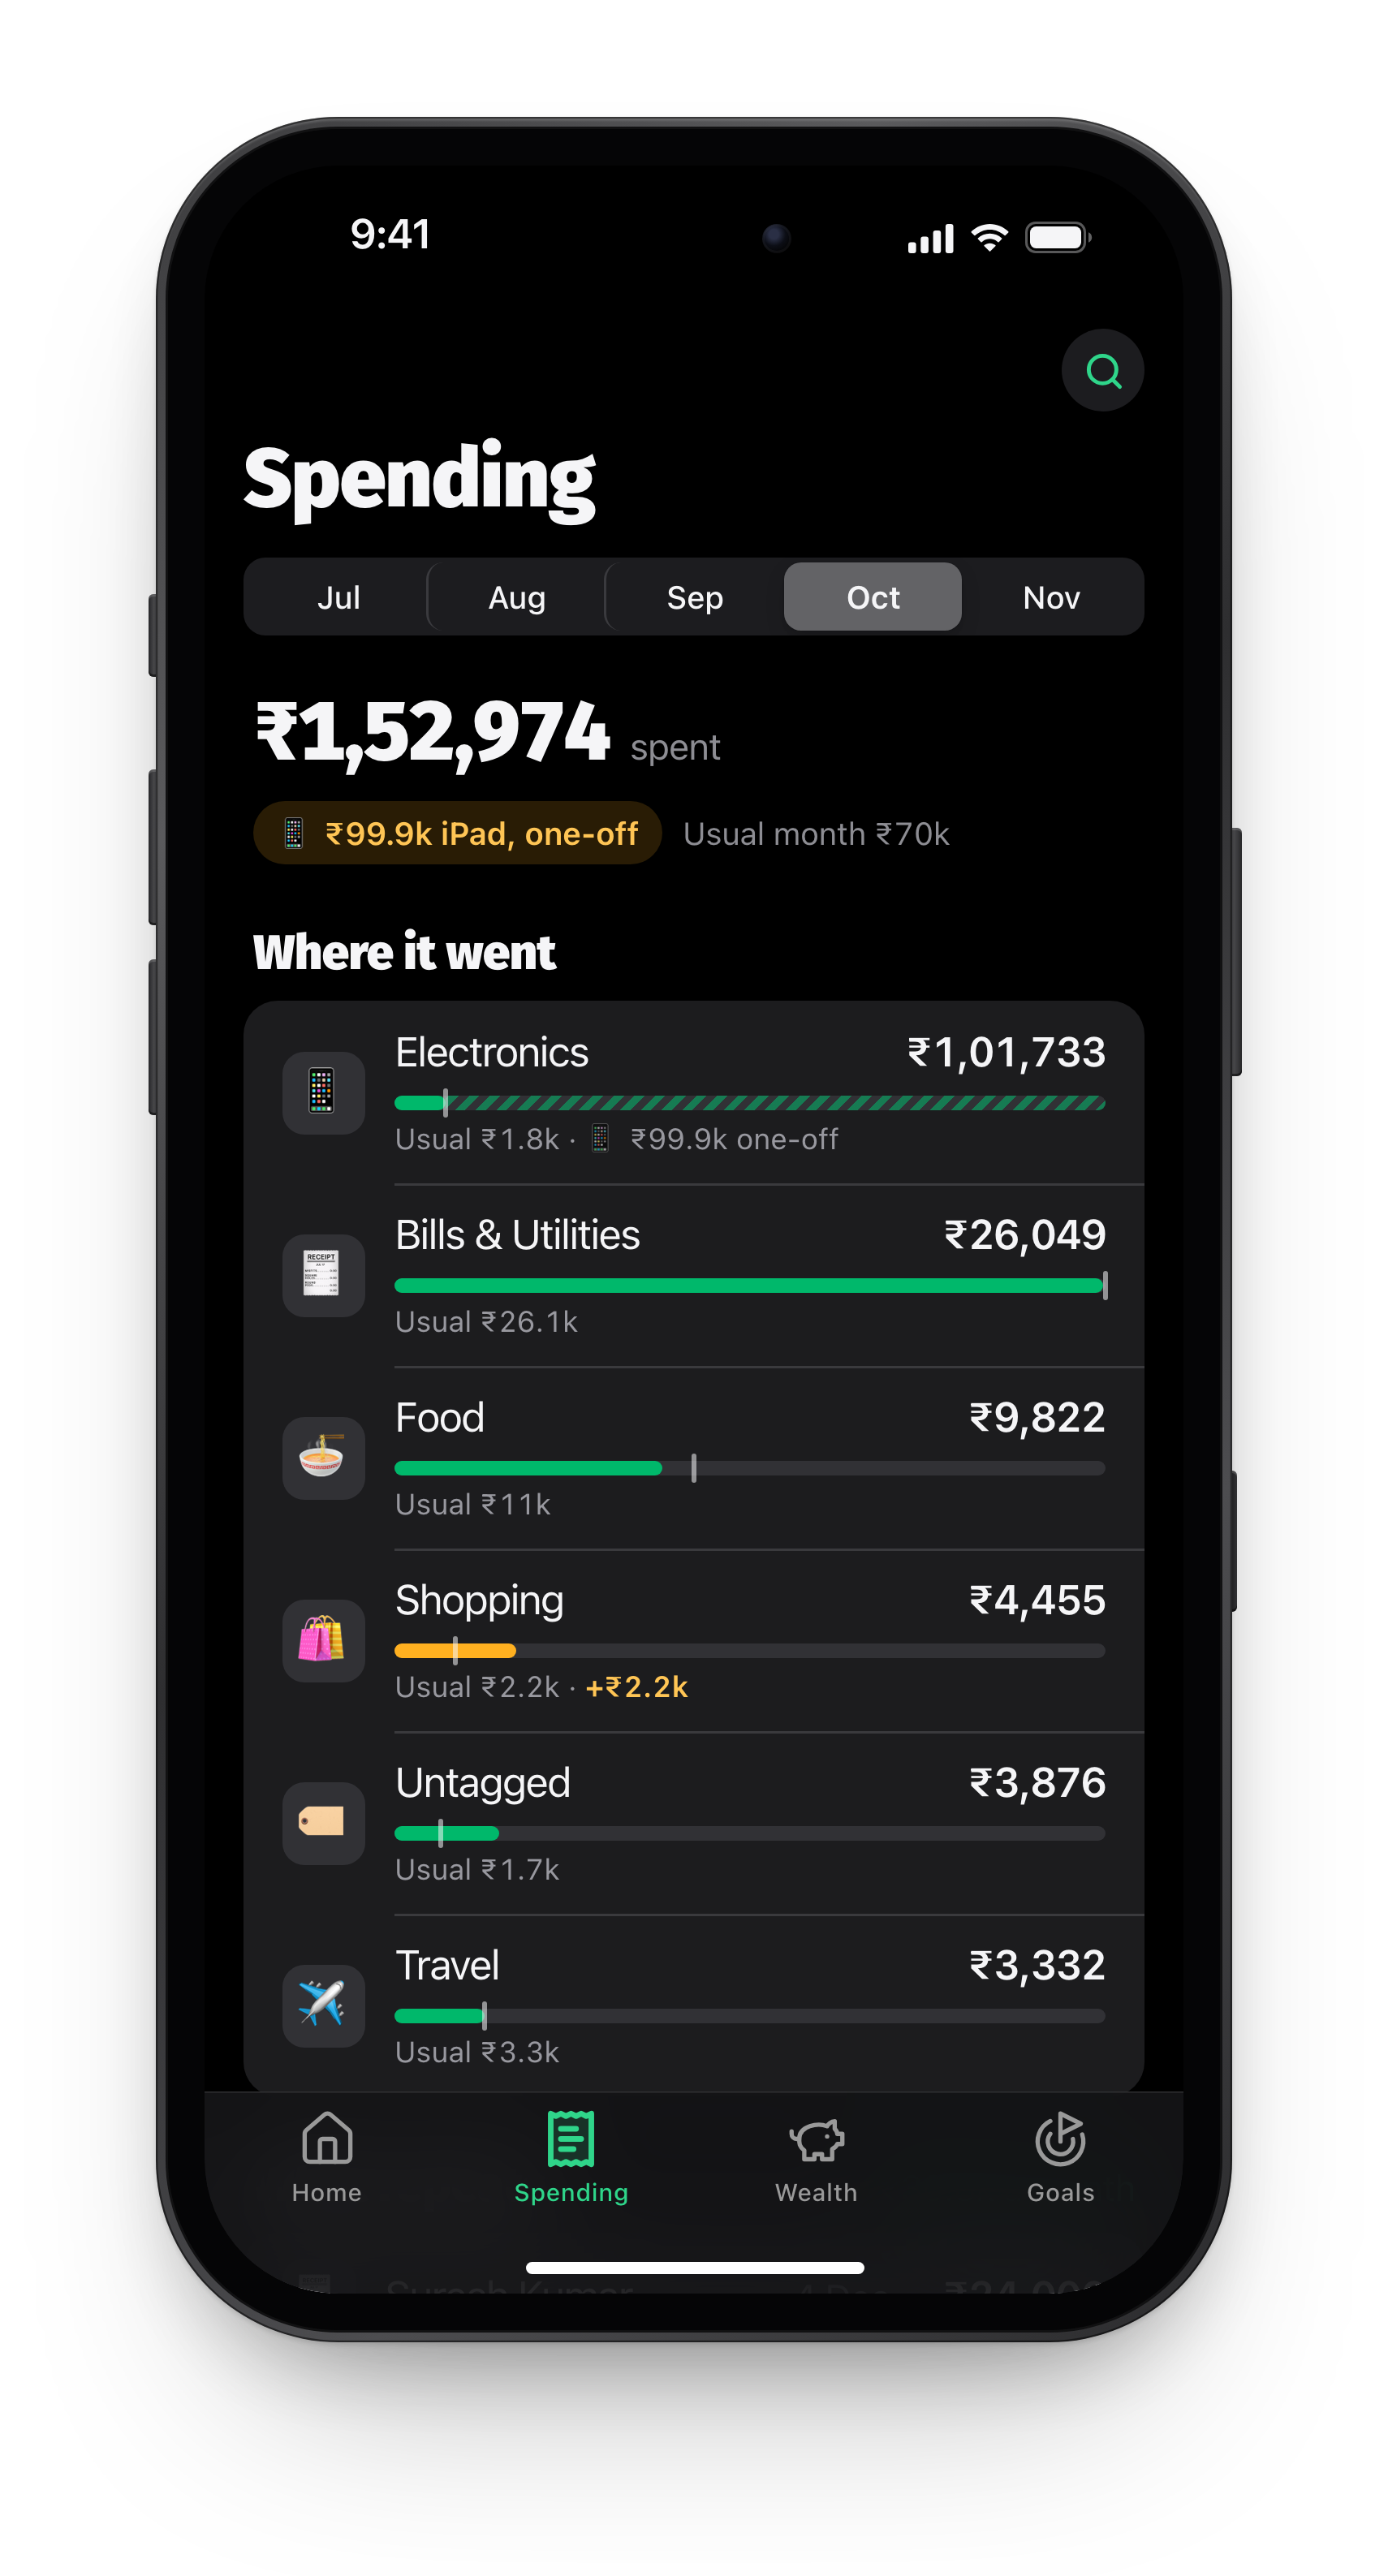 9:41
Spending
Jul Aug Sep Oct Nov
₹1,52,974 spent
₹99.9k iPad, one-off Usual month ₹70k
Where it went
Electronics ₹1,01,733
Usual ₹1.8k · ₹99.9k one-off
RECEIPT
Bills & Utilities ₹26,049
Usual ₹26.1k
Food ₹9,822
Usual ₹11k
Shopping ₹4,455
Usual ₹2.2k · +₹2.2k
Untagged ₹3,876
Usual ₹1.7k
Travel ₹3,332
Usual ₹3.3k
Home Spending Wealth Goals